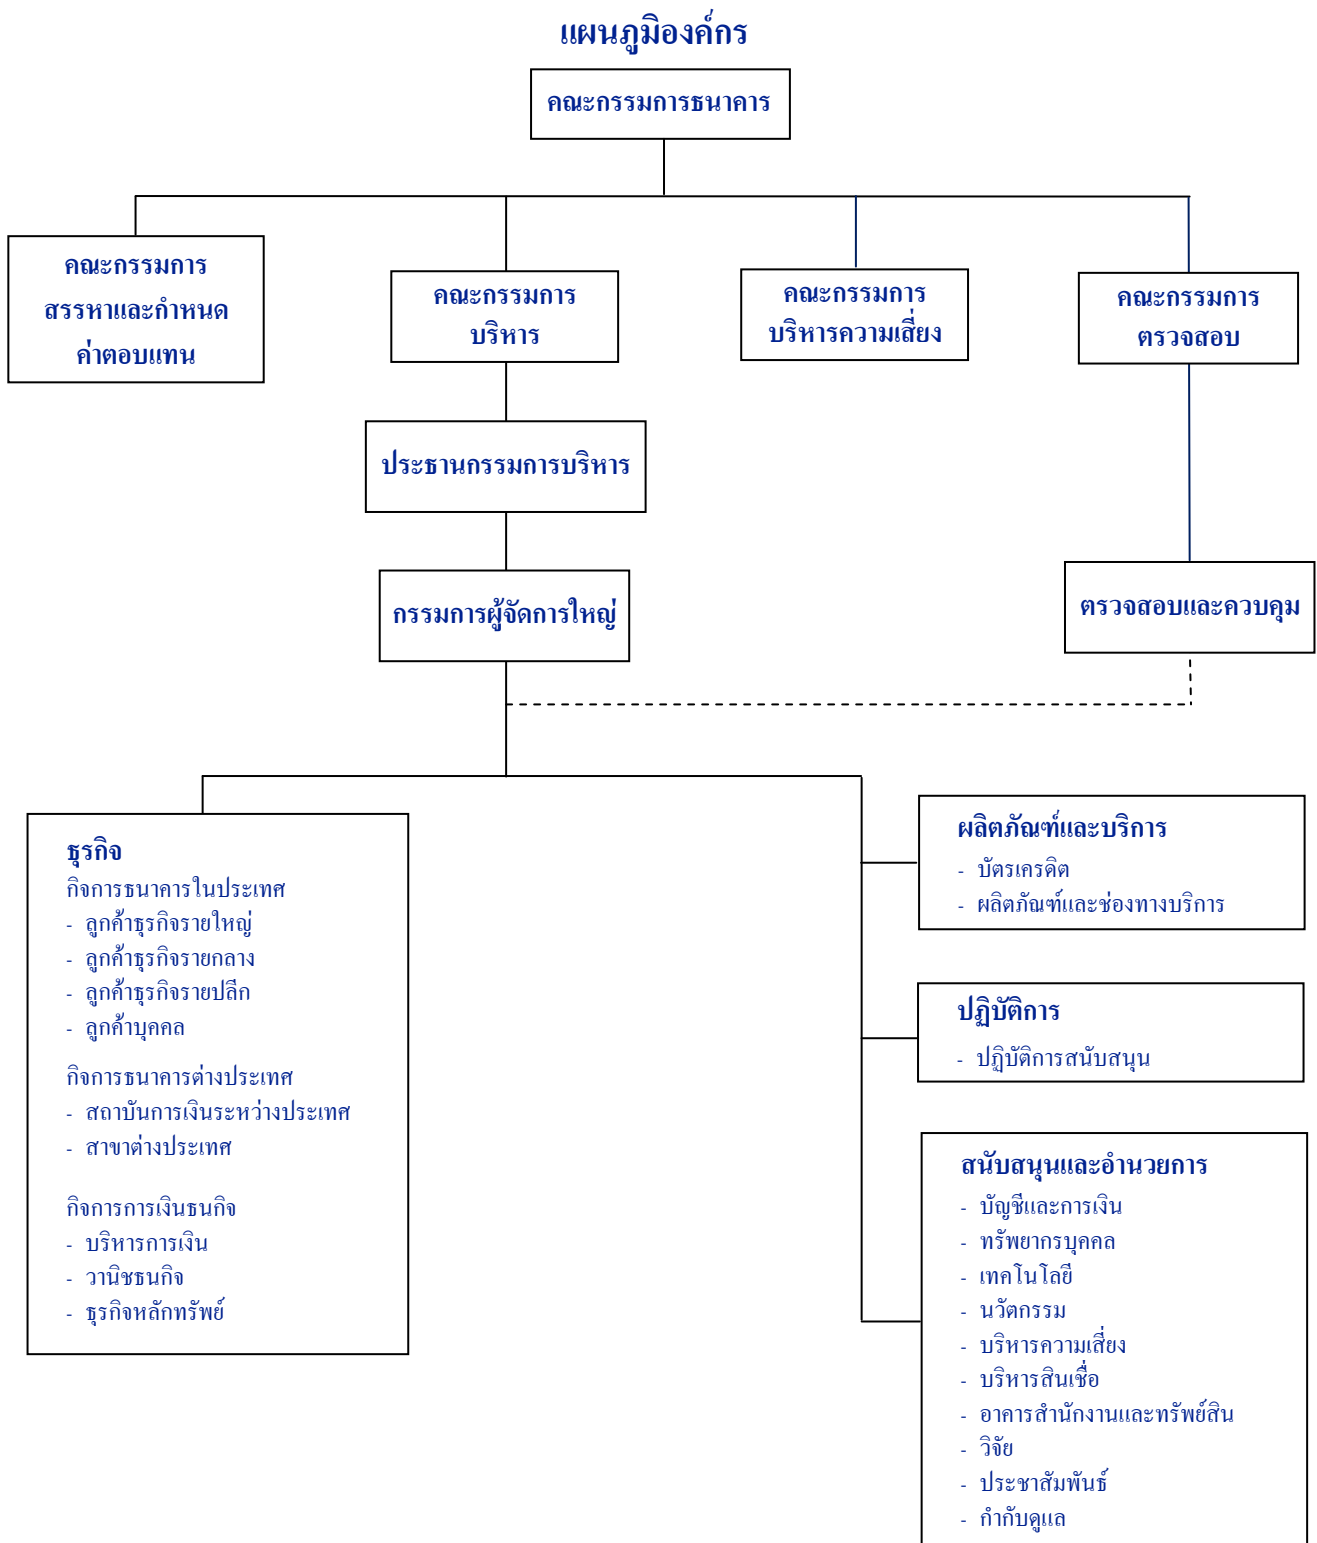 แผนภูมิองค์กร
คณะกรรมการธนาคาร
คณะกรรมการ
สรรหาและกำหนด
ค่าตอบแทน
คณะกรรมการ
บริหาร
คณะกรรมการ
บริหารความเสี่ยง
คณะกรรมการ
ตรวจสอบ
ประธานกรรมการบริหาร
กรรมการผู้จัดการใหญ่
ตรวจสอบและควบคุม
ธุรกิจ
กิจการธนาคารในประเทศ
- ลูกค้าธุรกิจรายใหญ่
- ลูกค้าธุรกิจรายกลาง
- ลูกค้าธุรกิจรายปลีก
- ลูกค้าบุคคล
กิจการธนาคารต่างประเทศ
- สถาบันการเงินระหว่างประเทศ
- สาขาต่างประเทศ
กิจการการเงินธนกิจ
- บริหารการเงิน
- วานิชธนกิจ
- ธุรกิจหลักทรัพย์
ผลิตภัณฑ์และบริการ
- บัตรเครดิต
- ผลิตภัณฑ์และช่องทางบริการ
ปฏิบัติการ
- ปฏิบัติการสนับสนุน
สนับสนุนและอำนวยการ
- บัญชีและการเงิน
- ทรัพยากรบุคคล
- เทคโนโลยี
- นวัตกรรม
- บริหารความเสี่ยง
- บริหารสินเชื่อ
- อาคารสำนักงานและทรัพย์สิน
- วิจัย
- ประชาสัมพันธ์
- กำกับดูแล